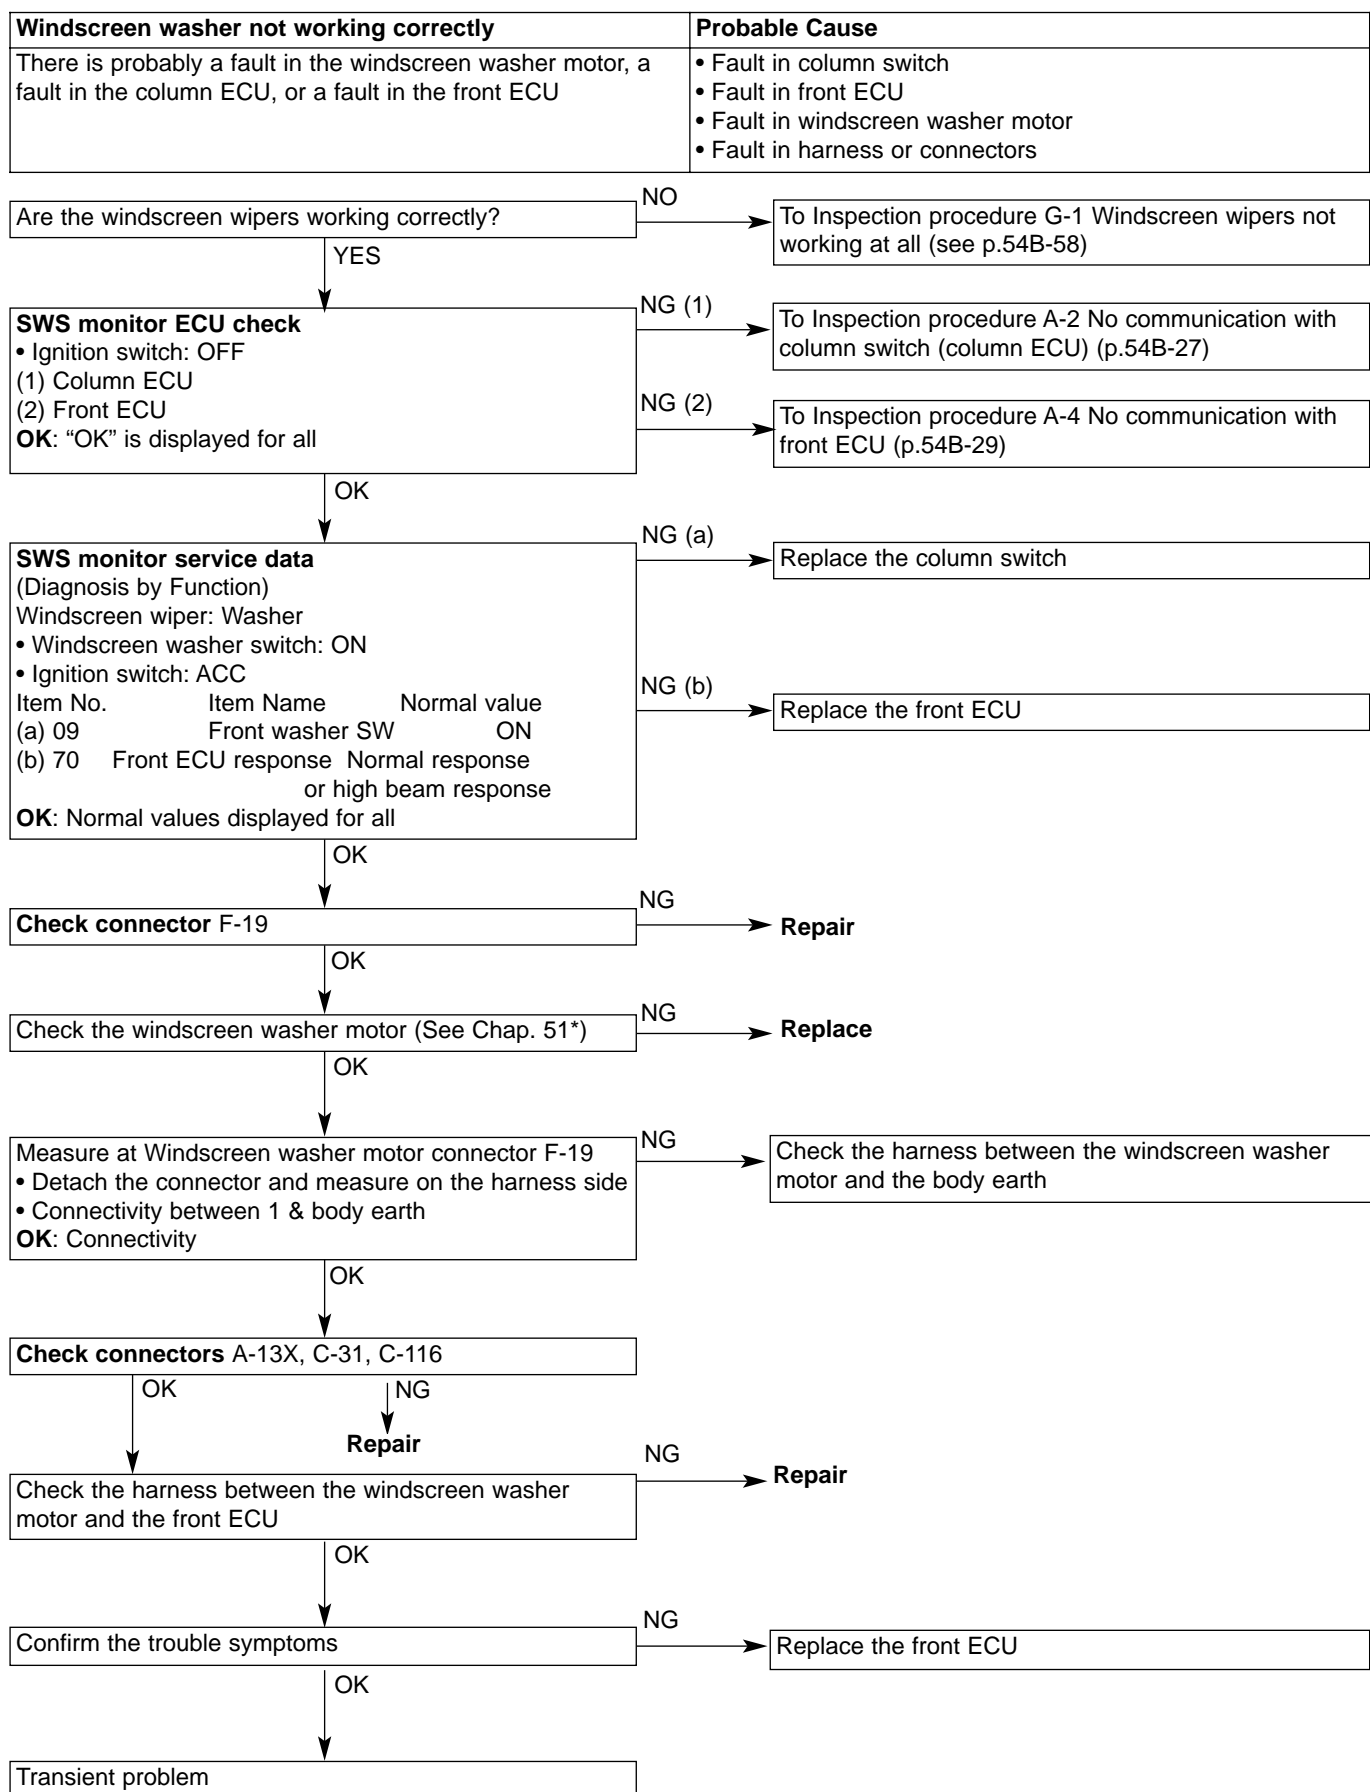 Windscreen washer not working correctly
Probable Cause
There is probably a fault in the windscreen washer motor, a
fault in the column ECU, or a fault in the front ECU
• Fault in column switch
• Fault in front ECU
• Fault in windscreen washer motor
• Fault in harness or connectors
Are the windscreen wipers working correctly?
NO
To Inspection procedure G-1 Windscreen wipers not
working at all (see p.54B-58)
YES
SWS monitor ECU check
• Ignition switch: OFF
(1) Column ECU
(2) Front ECU
OK: “OK” is displayed for all
NG (1)
To Inspection procedure A-2 No communication with
column switch (column ECU) (p.54B-27)
NG (2)
To Inspection procedure A-4 No communication with
front ECU (p.54B-29)
OK
SWS monitor service data
(Diagnosis by Function)
Windscreen wiper: Washer
• Windscreen washer switch: ON
• Ignition switch: ACC
Item No. Item Name Normal value
(a) 09 Front washer SW ON
(b) 70 Front ECU response Normal response
or high beam response
OK: Normal values displayed for all
NG (a)
Replace the column switch
NG (b)
Replace the front ECU
OK
Check connector F-19
NG
Repair
OK
Check the windscreen washer motor (See Chap. 51*)
NG
Replace
OK
Measure at Windscreen washer motor connector F-19
• Detach the connector and measure on the harness side
• Connectivity between 1 & body earth
OK: Connectivity
NG
Check the harness between the windscreen washer
motor and the body earth
OK
Check connectors A-13X, C-31, C-116
OK
NG
Repair
Check the harness between the windscreen washer
motor and the front ECU
NG
Repair
OK
Confirm the trouble symptoms
NG
Replace the front ECU
OK
Transient problem